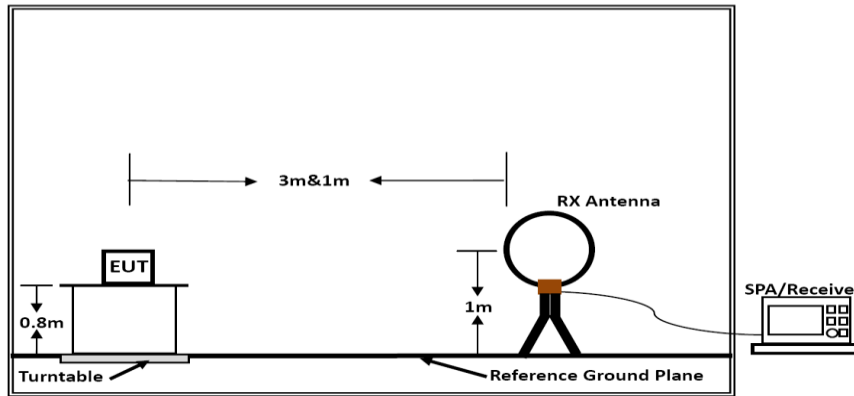 3m&1m
RX Antenna
EUT
SPA/Receive
0.8m
1m
Turntable
Reference Ground Plane